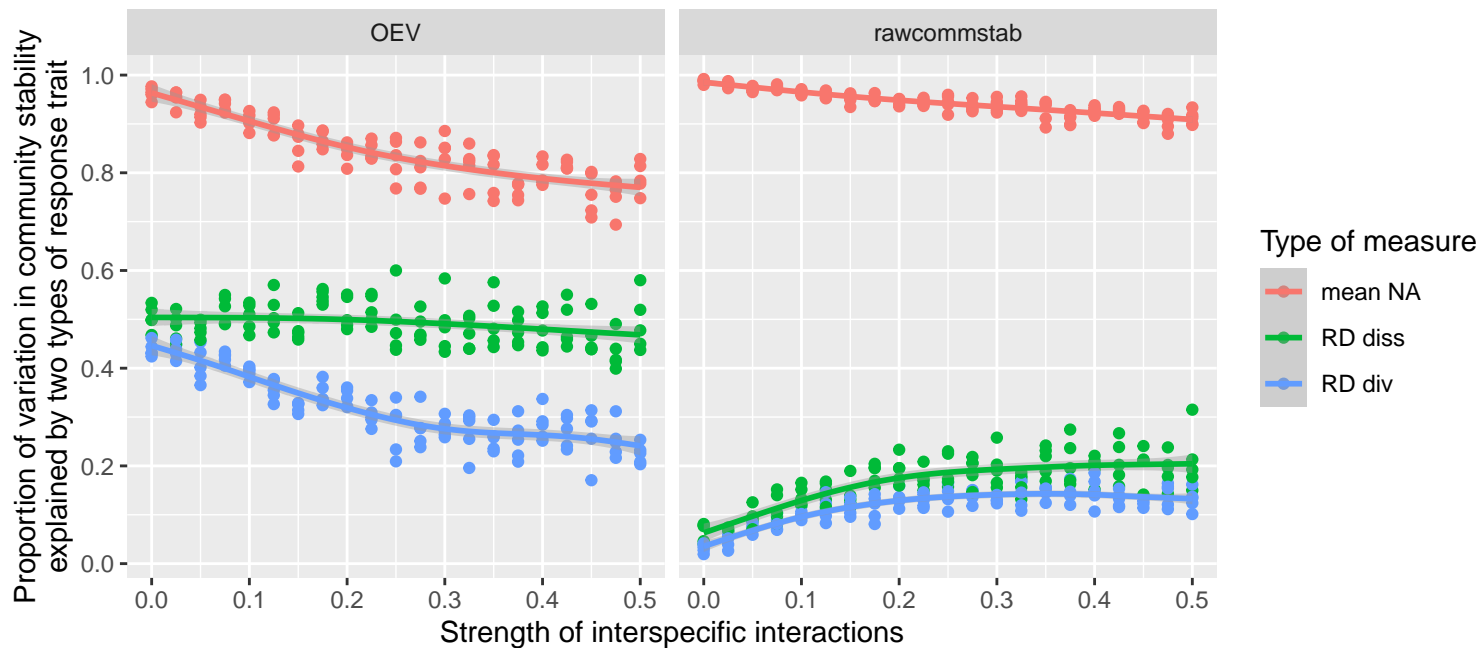 OEV
rawcommstab
Proportion of variation in community stability
explained by two types of response trait
1.0
0.8
0.6
0.4
0.2
0.0
0.0 0.1 0.2 0.3 0.4 0.5
0.0 0.1 0.2 0.3 0.4 0.5
Strength of interspecific interactions
Type of measure
mean NA
RD diss
RD div